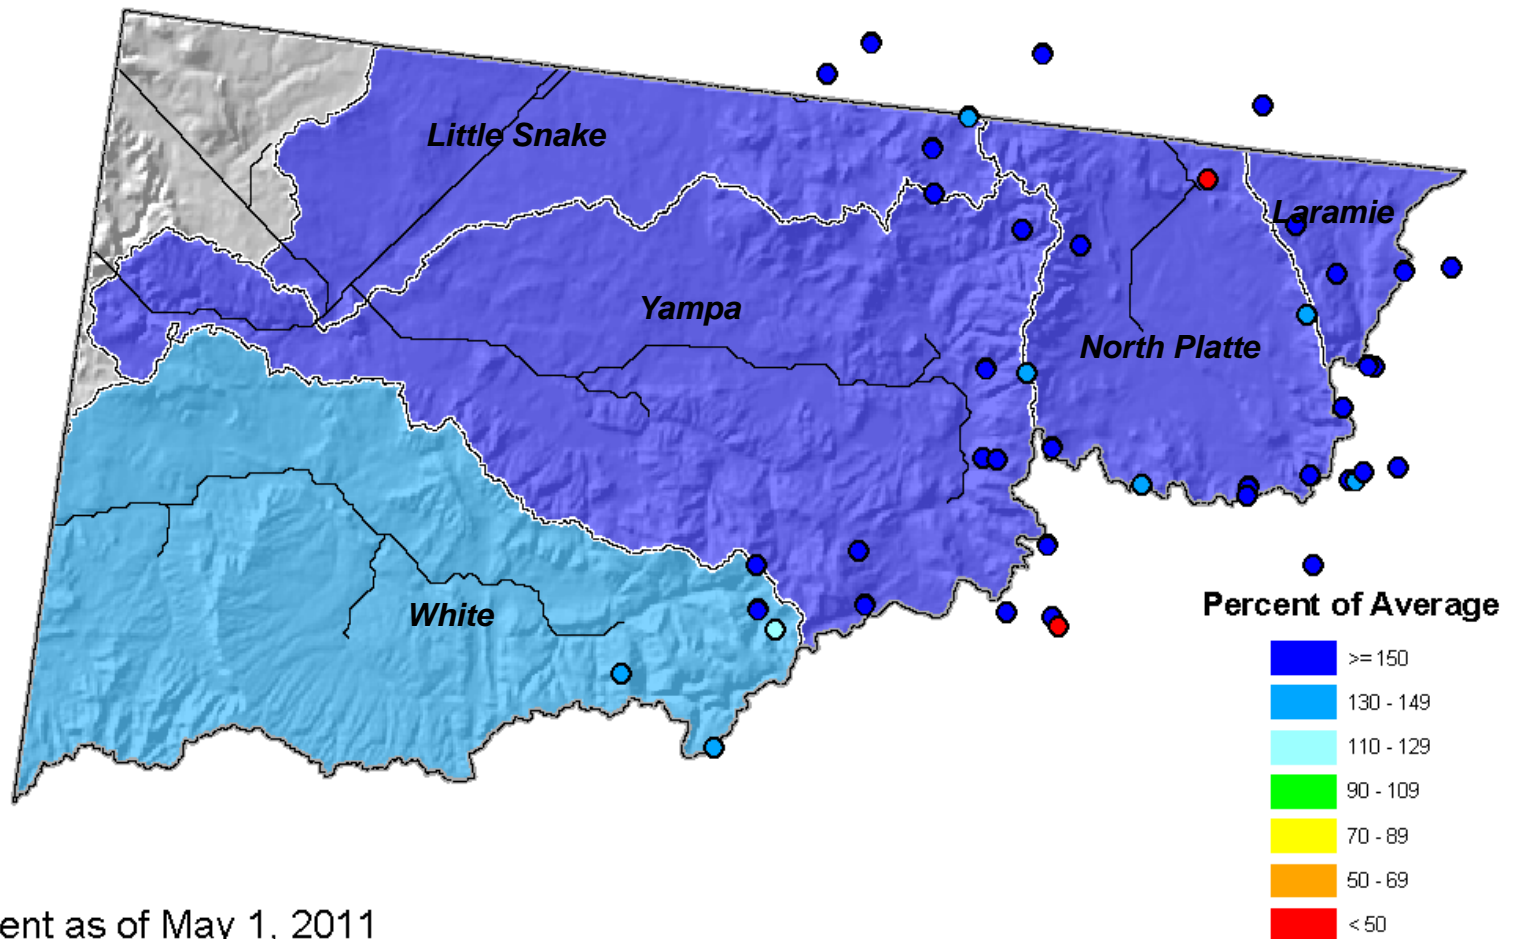 Little Snake
Laramie
Yampa
North Platte
White
Percent of Average
>= 150
130 - 149
110 - 129
90 - 109
70 - 89
50 - 69
< 50
ent as of May 1, 2011